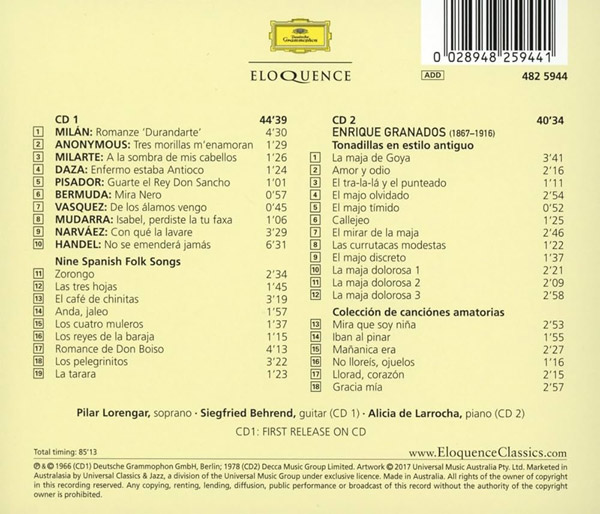 Deutsche
Grammophon
ELOQUENCE
0 028948 259441
ADD
482 5944
CD 1 44'39
1 MILÁN: Romanze 'Durandarte' 4'30
2 ANONYMOUS: Tres morillas m'enamoran 1'29
3 MILARTE: A la sombra de mis cabellos 1'26
4 DAZA: Enfermo estaba Antioco 1'24
5 PISADOR: Guarte el Rey Don Sancho 1'01
6 BERMUDA: Mira Nero 0'57
7 VASQUEZ: De los álamos vengo 0'45
8 MUDARRA: Isabel, perdiste la tu faxa 1'06
9 NARVÁEZ: Con qué la lavare 3'29
10 HANDEL: No se emenderá jamás 6'31
Nine Spanish Folk Songs
11 Zorongo 2'34
12 Las tres hojas 1'45
13 El café de chinitas 3'19
14 Anda, jaleo 1'57
15 Los cuatro muleros 1'37
16 Los reyes de la baraja 1'15
17 Romance de Don Boiso 4'13
18 Los pelegrinitos 3'22
19 La tarara 1'23
CD 2 40'34
ENRIQUE GRANADOS (1867–1916)
Tonadillas en estilo antiguo
1 La maja de Goya 3'41
2 Amor y odio 2'16
3 El tra-la-lá y el punteado 1'11
4 El majo olvidado 2'54
5 El majo tímido 0'52
6 Callejeo 1'25
7 El mirar de la maja 2'46
8 Las currutacas modestas 1'22
9 El majo discreto 1'37
10 La maja dolorosa 1 2'21
11 La maja dolorosa 2 2'09
12 La maja dolorosa 3 2'58
Colección de canciónes amatorias
13 Mira que soy niña 2'53
14 Iban al pinar 1'55
15 Mañanica era 2'27
16 No lloreís, ojuelos 1'16
17 Llorad, corazón 2'15
18 Gracia mía 2'57
Pilar Lorengar, soprano · Siegfried Behrend, guitar (CD 1) · Alicia de Larrocha, piano (CD 2)
CD1: FIRST RELEASE ON CD
Total timing: 85'13
www.EloquenceClassics.com
℗ & © 1966 (CD1) Deutsche Grammophon GmbH, Berlin; 1978 (CD2) Decca Music Group Limited. Artwork © 2017 Universal Music Australia Pty. Ltd. Marketed in
Australasia by Universal Classics & Jazz, a division of the Universal Music Group under exclusive licence. Made in Australia. All rights of the owner of copyright
in this recording reserved. Any copying, renting, lending, diffusion, public performance or broadcast of this record without the authority of the copyright
owner is prohibited.